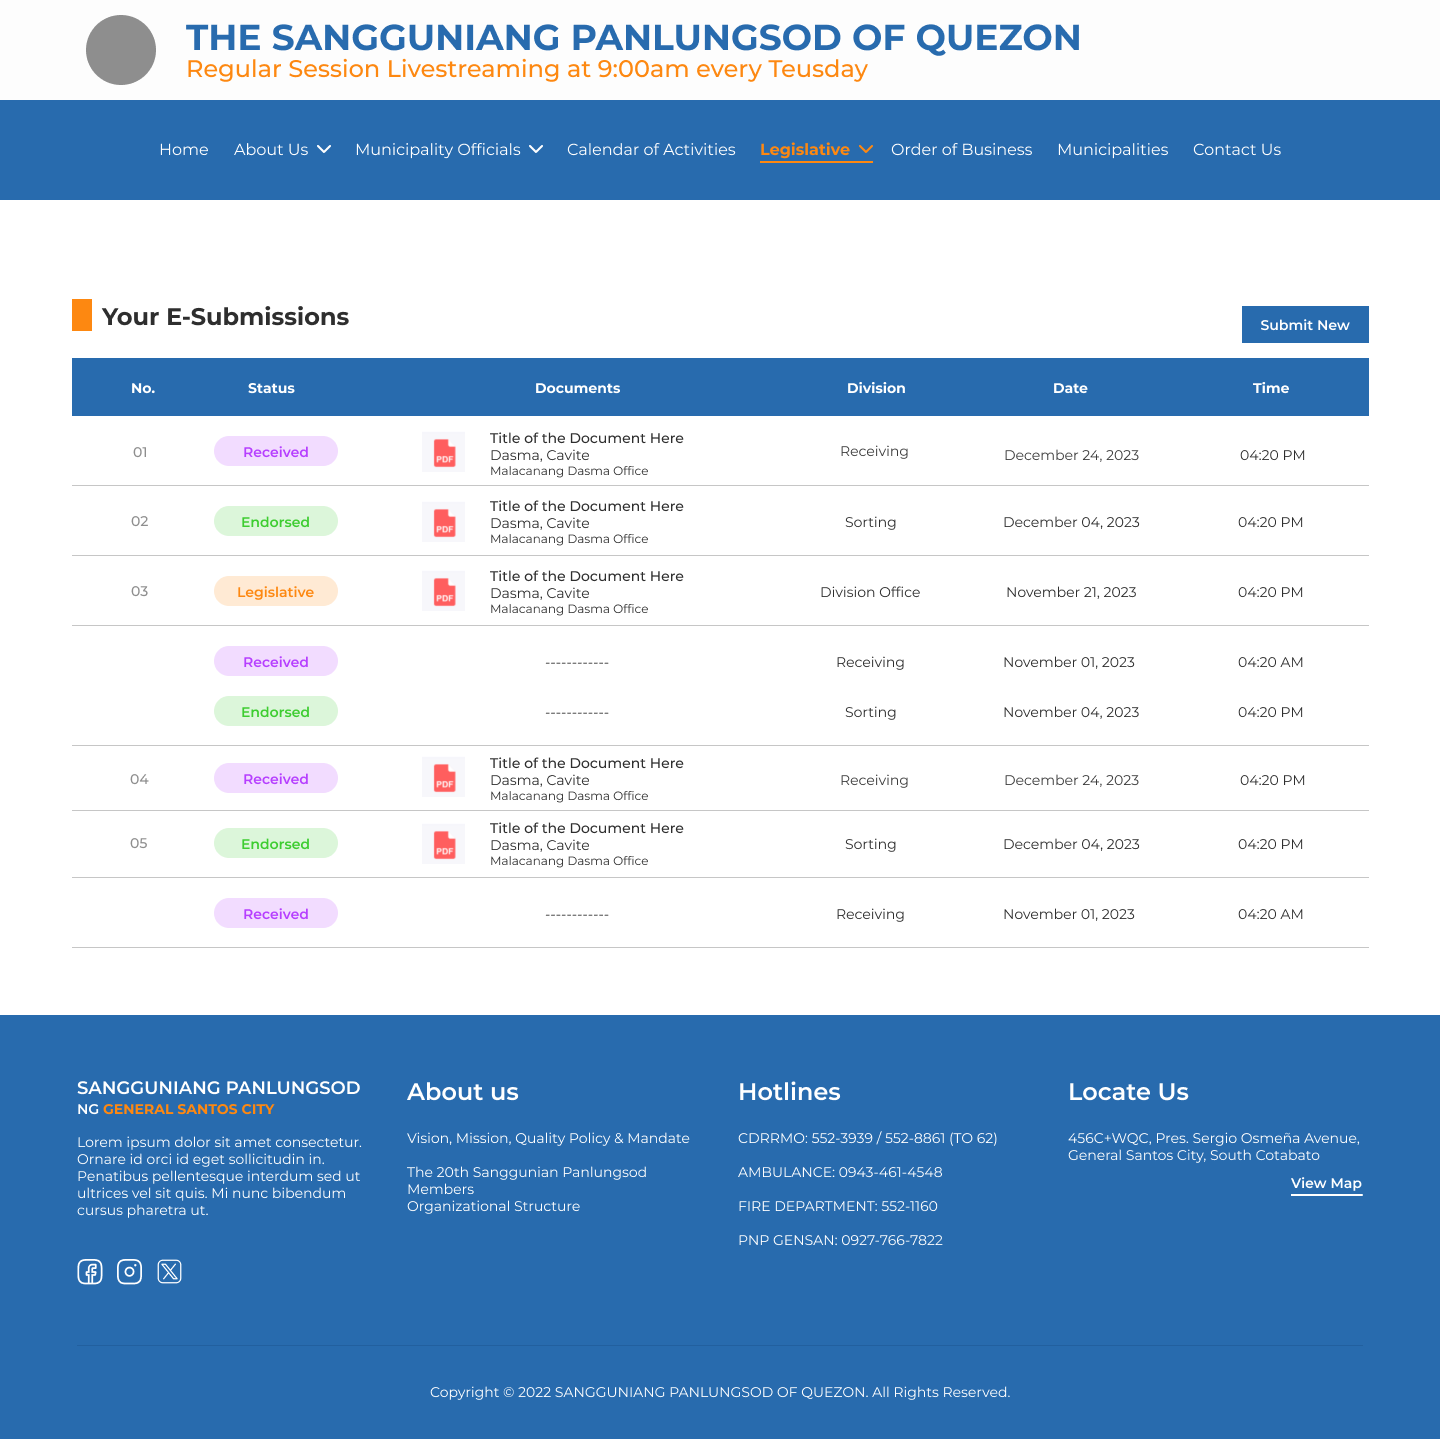 THE SANGGUNIANG PANLUNGSOD OF QUEZON
Regular Session Livestreaming at 9:00am every Teusday
Home About Us Municipality Officials Calendar of Activities Legislative Order of Business Municipalities Contact Us
Your E-Submissions
Submit New
No. Status Documents Division Date Time
01 Received PDF Title of the Document Here
Dasma, Cavite
Malacanang Dasma Office
Receiving December 24, 2023 04:20 PM
02 Endorsed PDF Title of the Document Here
Dasma, Cavite
Malacanang Dasma Office
Sorting December 04, 2023 04:20 PM
03 Legislative PDF Title of the Document Here
Dasma, Cavite
Malacanang Dasma Office
Division Office November 21, 2023 04:20 PM
Received ------------ Receiving November 01, 2023 04:20 AM
Endorsed ------------ Sorting November 04, 2023 04:20 PM
04 Received PDF Title of the Document Here
Dasma, Cavite
Malacanang Dasma Office
Receiving December 24, 2023 04:20 PM
05 Endorsed PDF Title of the Document Here
Dasma, Cavite
Malacanang Dasma Office
Sorting December 04, 2023 04:20 PM
Received ------------ Receiving November 01, 2023 04:20 AM
SANGGUNIANG PANLUNGSOD
NG GENERAL SANTOS CITY
Lorem ipsum dolor sit amet consectetur.
Ornare id orci id eget sollicitudin in.
Penatibus pellentesque interdum sed ut
ultrices vel sit quis. Mi nunc bibendum
cursus pharetra ut.
About us
Vision, Mission, Quality Policy & Mandate
The 20th Sanggunian Panlungsod
Members
Organizational Structure
Hotlines
CDRRMO: 552-3939 / 552-8861 (TO 62)
AMBULANCE: 0943-461-4548
FIRE DEPARTMENT: 552-1160
PNP GENSAN: 0927-766-7822
Locate Us
456C+WQC, Pres. Sergio Osmeña Avenue,
General Santos City, South Cotabato
View Map
Copyright © 2022 SANGGUNIANG PANLUNGSOD OF QUEZON. All Rights Reserved.